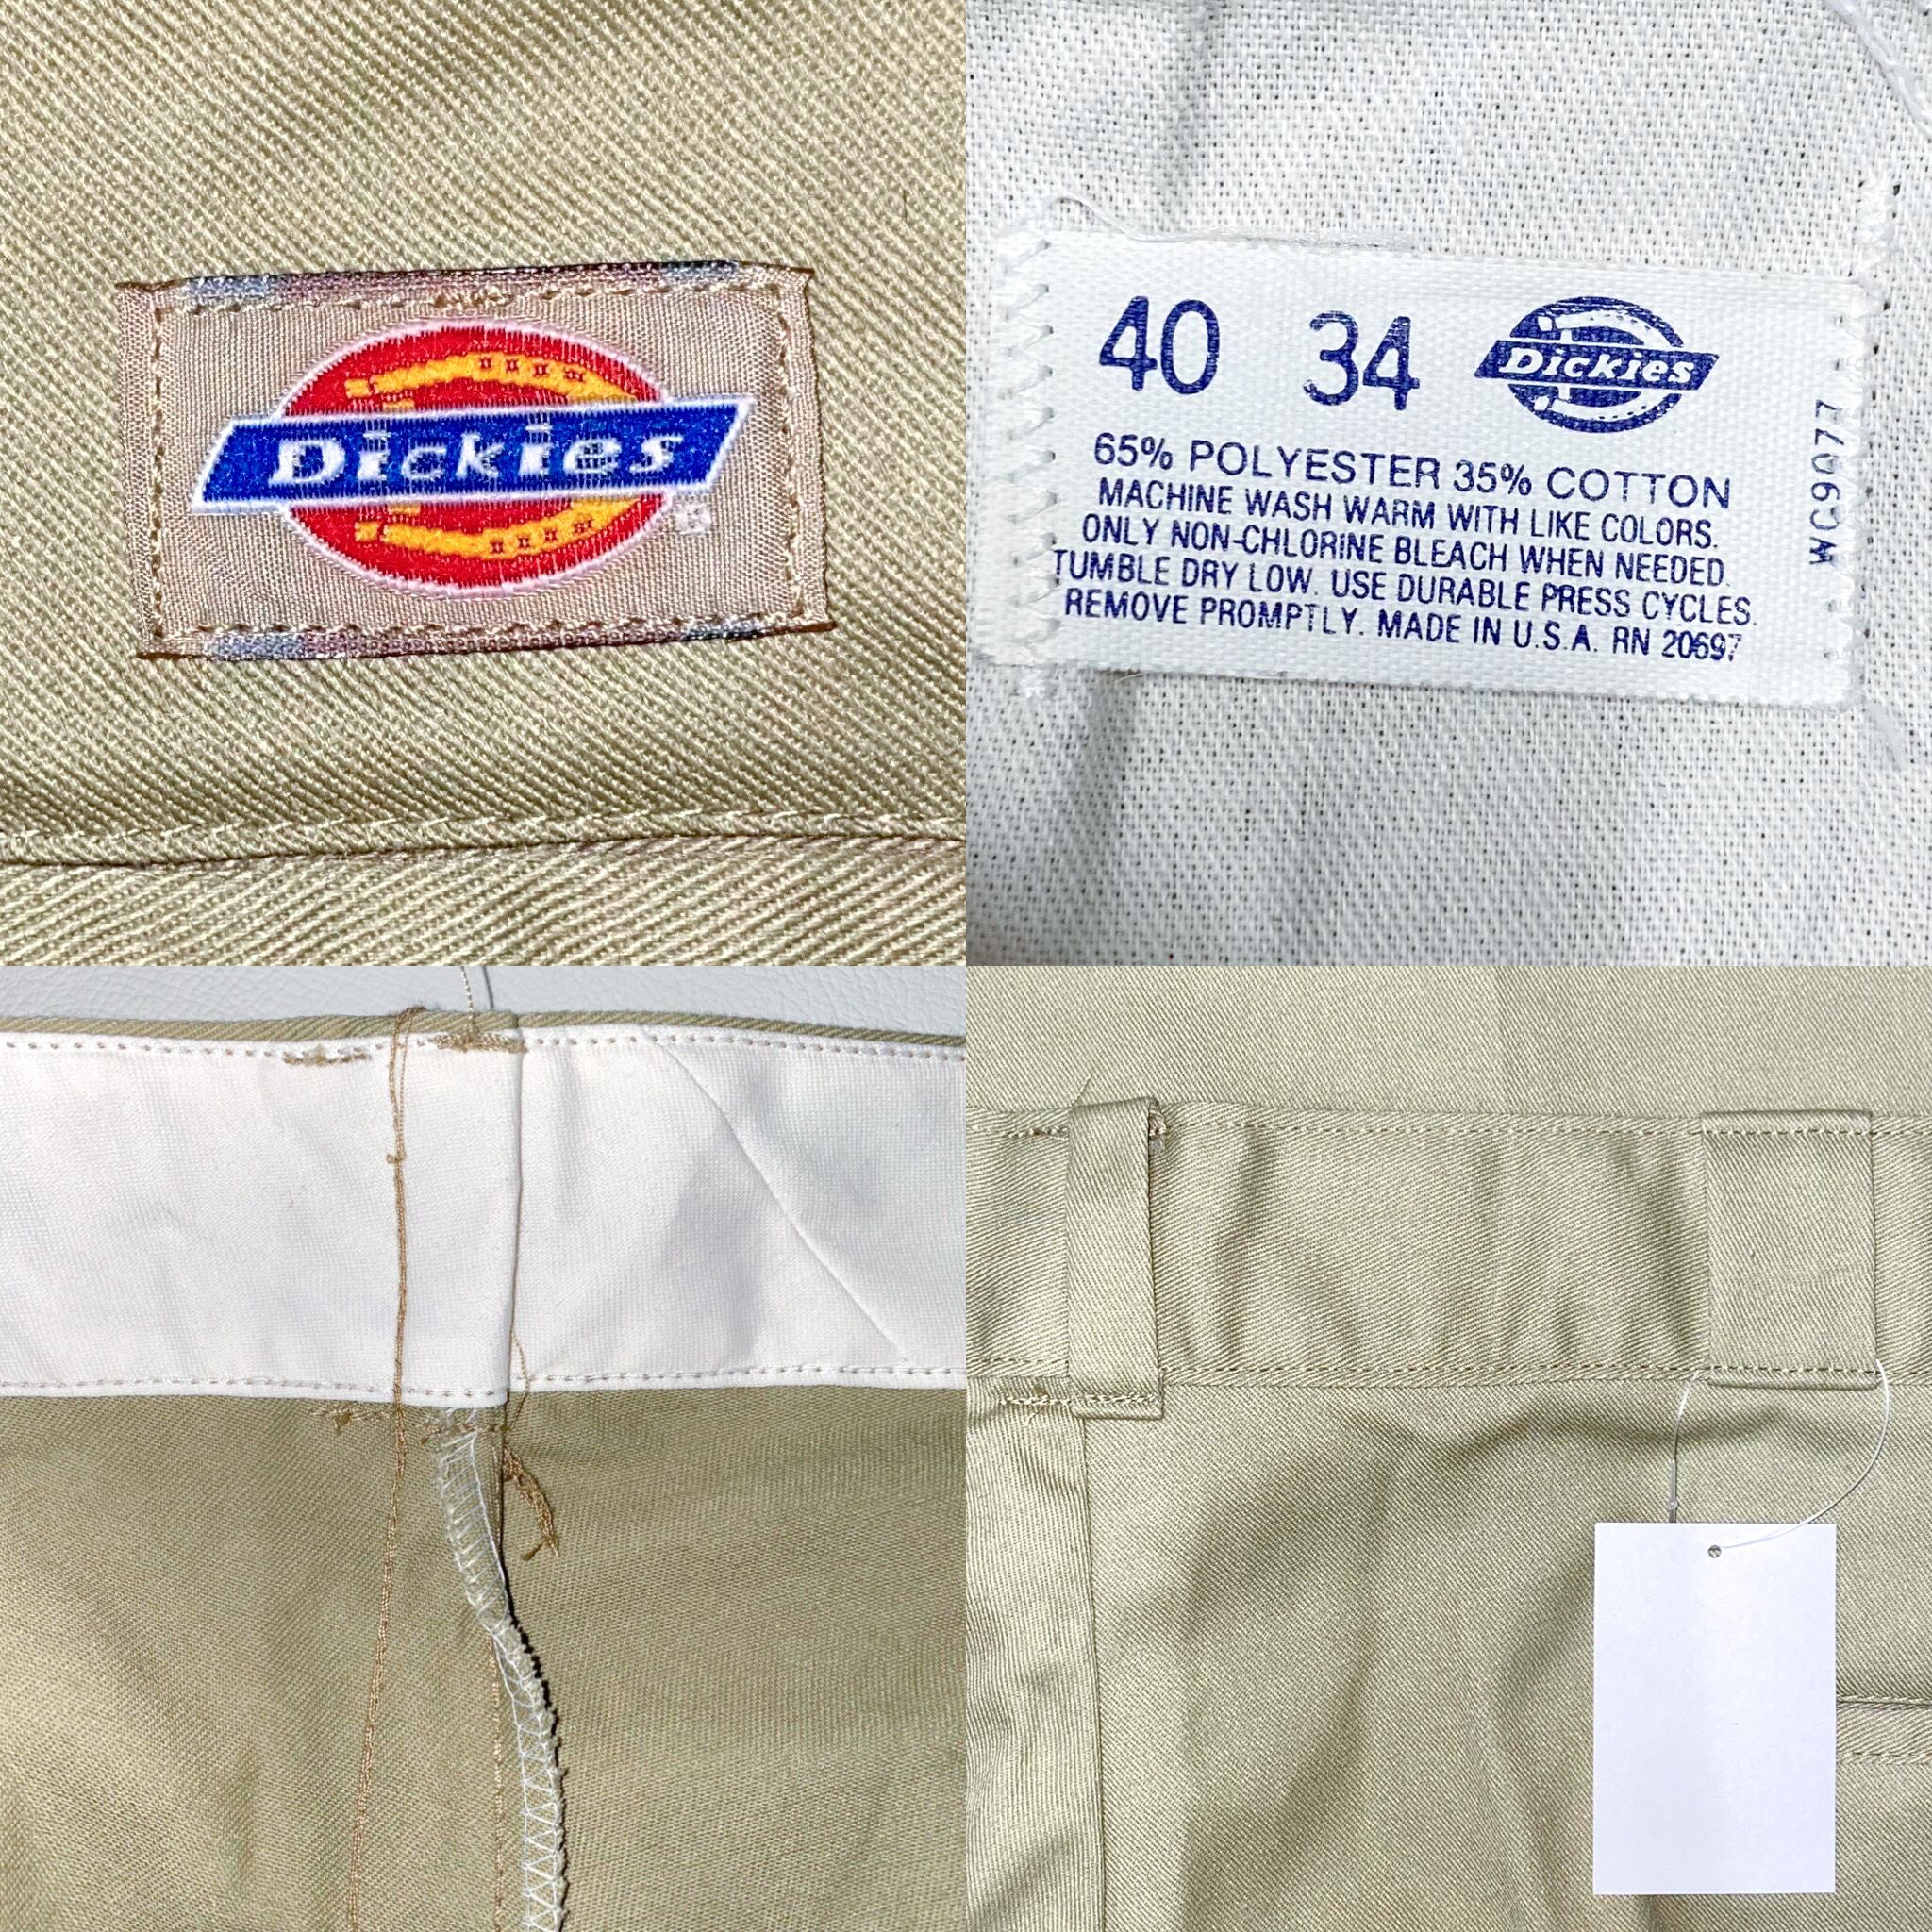 Dickies
®
40 34 Dickies
65% POLYESTER 35% COTTON
MACHINE WASH WARM WITH LIKE COLORS.
ONLY NON-CHLORINE BLEACH WHEN NEEDED.
TUMBLE DRY LOW. USE DURABLE PRESS CYCLES.
REMOVE PROMPTLY. MADE IN U.S.A. RN 20697
WC9077